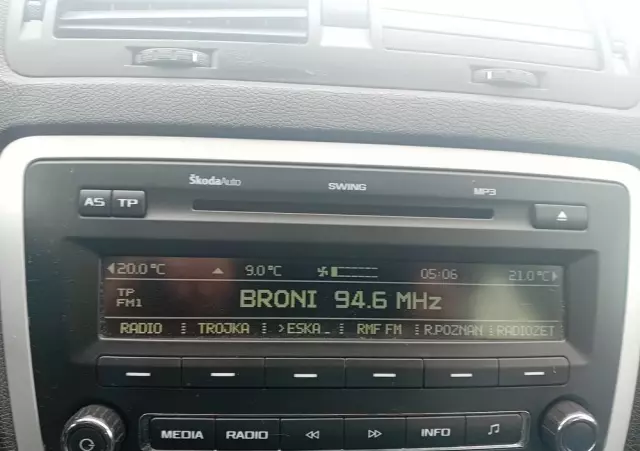 ŠkodaAuto SWING MP3
AS TP
20.0°C 9.0°C 05:06 21.0°C
TP
FM1
BRONI 94.6 MHz
RADIO TROJKA >ESKA_ RMF FM R.POZNAN RADIOZET
MEDIA RADIO INFO